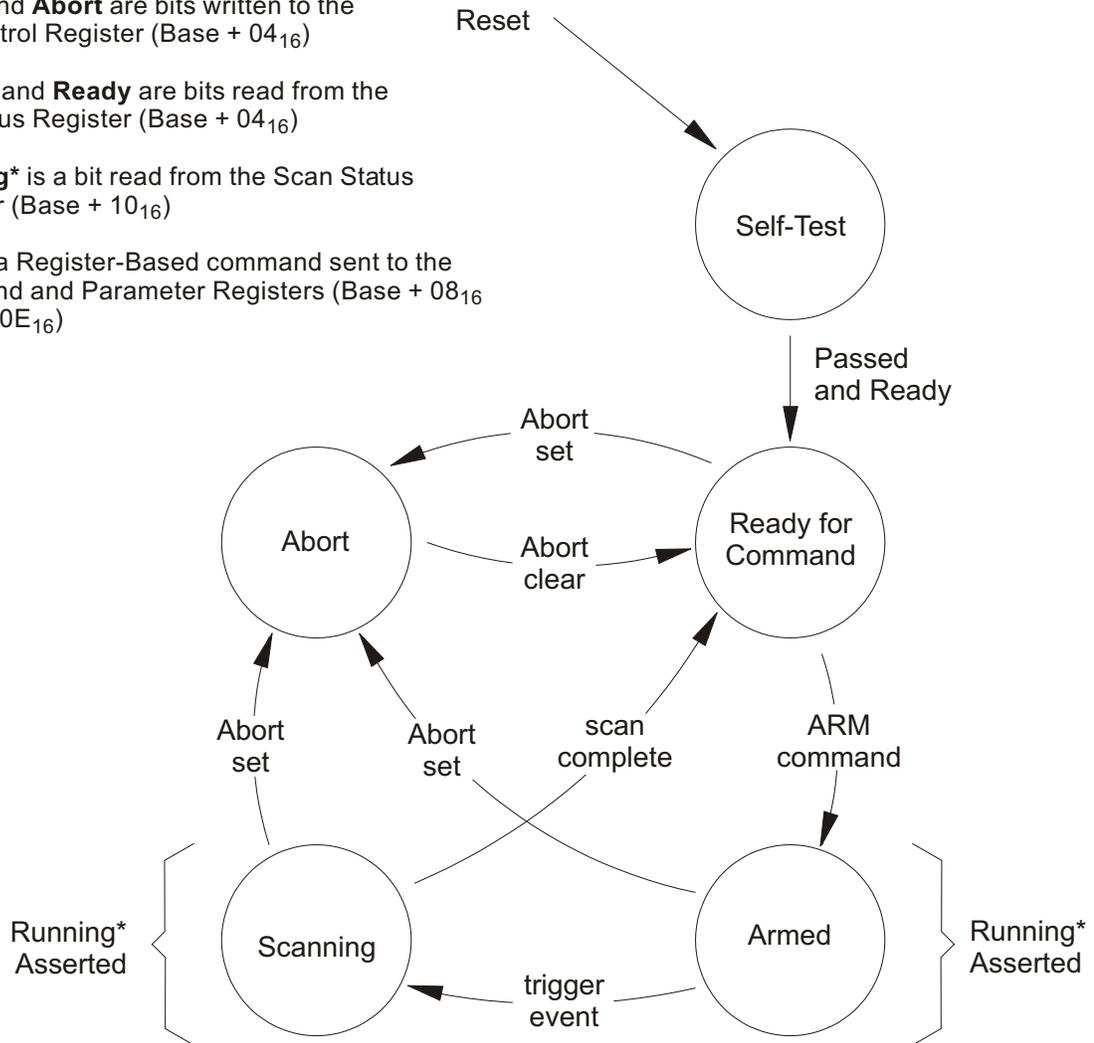 nd Abort are bits written to the
trol Register (Base + 04₁₆)
and Ready are bits read from the
us Register (Base + 04₁₆)
g* is a bit read from the Scan Status
r (Base + 10₁₆)
a Register-Based command sent to the
nd and Parameter Registers (Base + 08₁₆
0E₁₆)
Reset
Self-Test
Passed
and Ready
Abort
set
Abort
Ready for
Command
Abort
clear
Abort
set
Abort
set
scan
complete
ARM
command
Running*
Asserted
Scanning
Armed
Running*
Asserted
trigger
event